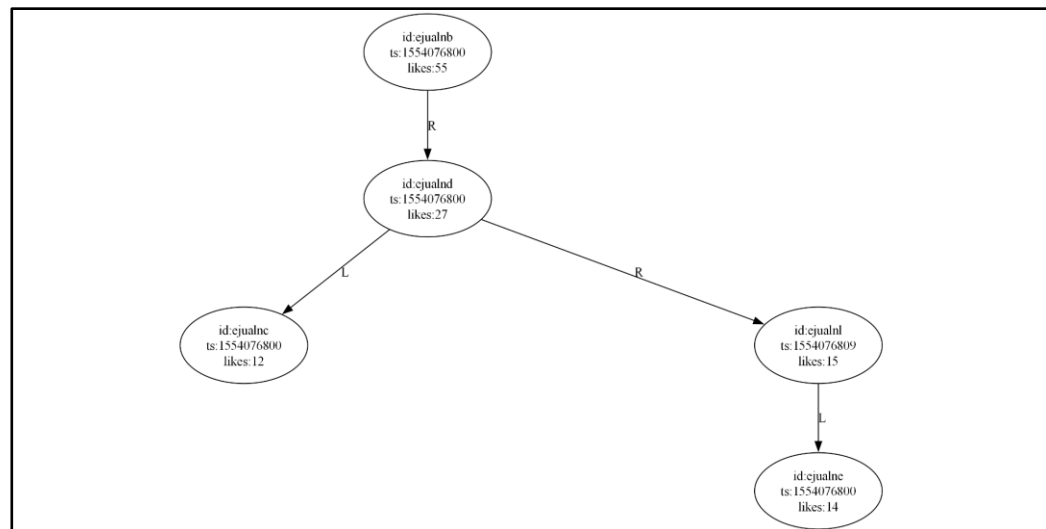 id:ejualnb
ts:1554076800
likes:55
R
id:ejualnd
ts:1554076800
likes:27
L
R
id:ejualnc
ts:1554076800
likes:12
id:ejualnl
ts:1554076809
likes:15
L
id:ejualne
ts:1554076800
likes:14